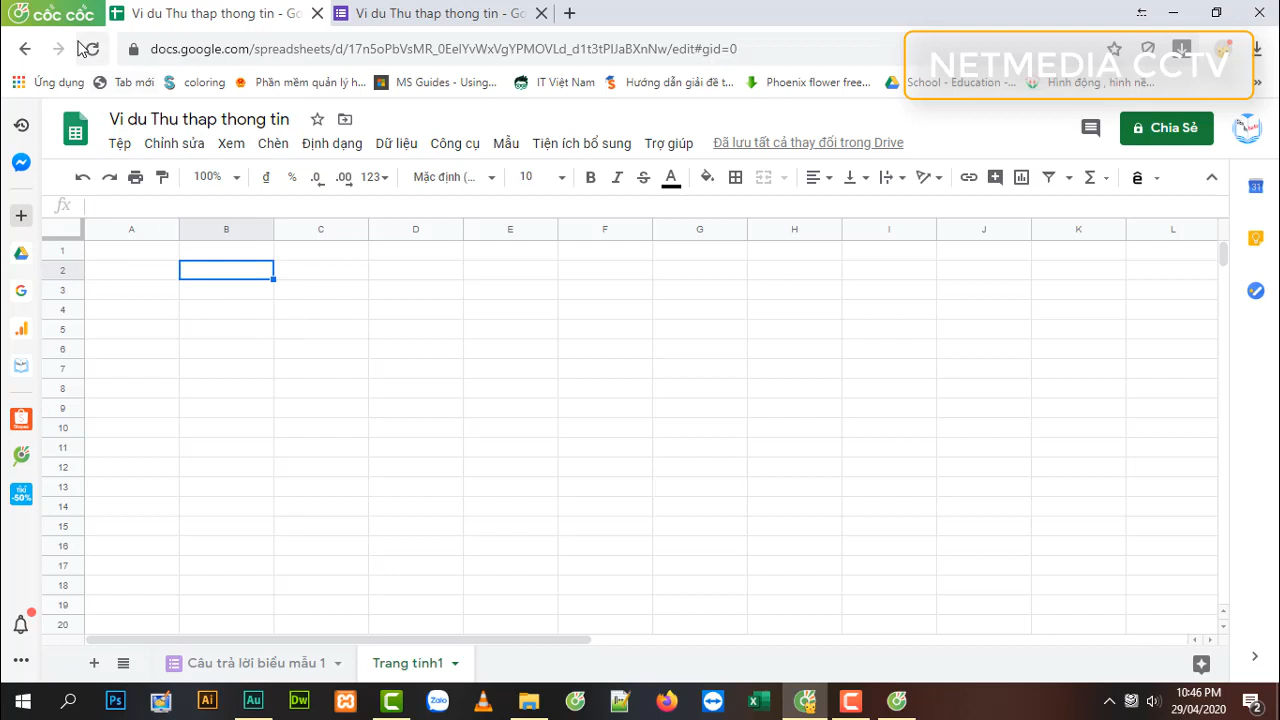 cốc cốc
Vi du Thu thap thong tin - Go
Vi du Thu thap thong tin - Goog
docs.google.com/spreadsheets/d/17n5oPbVsMR_0EelYvWxVgYPMOVLd_d1t3tPlJaBXnNw/edit#gid=0
NETMEDIA CCTV
Ứng dụng
Tab mới
coloring
Phần mềm quản lý h...
MS Guides - Using...
IT Việt Nam
Hướng dẫn giải đề...
Phoenix flower free...
School - Education -...
Hình động , hình nề...
Vi du Thu thap thong tin
Tệp Chỉnh sửa Xem Chèn Định dạng Dữ liệu Công cụ Mẫu Tiện ích bổ sung Trợ giúp Đã lưu tất cả thay đổi trong Drive
Chia Sẻ
100% đ % .0 .00 123 Mặc định (... 10 B I S A
fx
A B C D E F G H I J K L
1
2
3
4
5
6
7
8
9
10
11
12
13
14
15
16
17
18
19
20
Câu trả lời biểu mẫu 1
Trang tính1
10:46 PM
29/04/2020